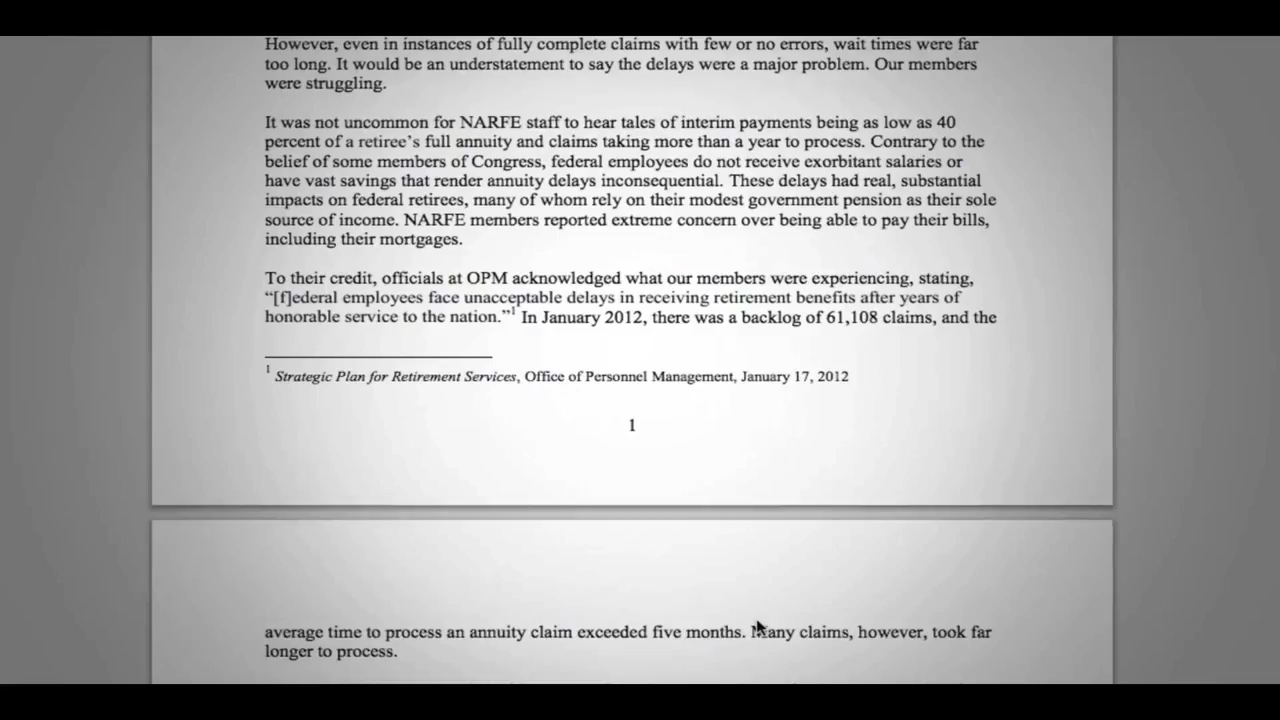 However, even in instances of fully complete claims with few or no errors, wait times were far
too long. It would be an understatement to say the delays were a major problem. Our members
were struggling.
It was not uncommon for NARFE staff to hear tales of interim payments being as low as 40
percent of a retiree’s full annuity and claims taking more than a year to process. Contrary to the
belief of some members of Congress, federal employees do not receive exorbitant salaries or
have vast savings that render annuity delays inconsequential. These delays had real, substantial
impacts on federal retirees, many of whom rely on their modest government pension as their sole
source of income. NARFE members reported extreme concern over being able to pay their bills,
including their mortgages.
To their credit, officials at OPM acknowledged what our members were experiencing, stating,
“[f]ederal employees face unacceptable delays in receiving retirement benefits after years of
honorable service to the nation.”1 In January 2012, there was a backlog of 61,108 claims, and the
1 Strategic Plan for Retirement Services, Office of Personnel Management, January 17, 2012
1
average time to process an annuity claim exceeded five months. Many claims, however, took far
longer to process.